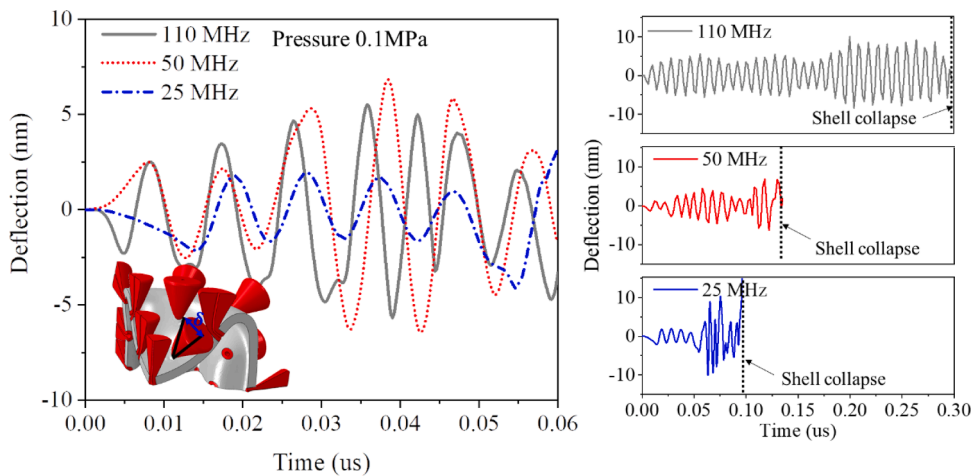 110 MHz
50 MHz
25 MHz
Pressure 0.1MPa
10
5
0
-5
-10
Deflection (nm)
δ
0.00 0.01 0.02 0.03 0.04 0.05 0.06
Time (us)
110 MHz
10
0
-10
Shell collapse
50 MHz
10
0
-10
Shell collapse
25 MHz
10
0
-10
Shell collapse
Deflection (nm)
0.00 0.05 0.10 0.15 0.20 0.25 0.30
Time (us)